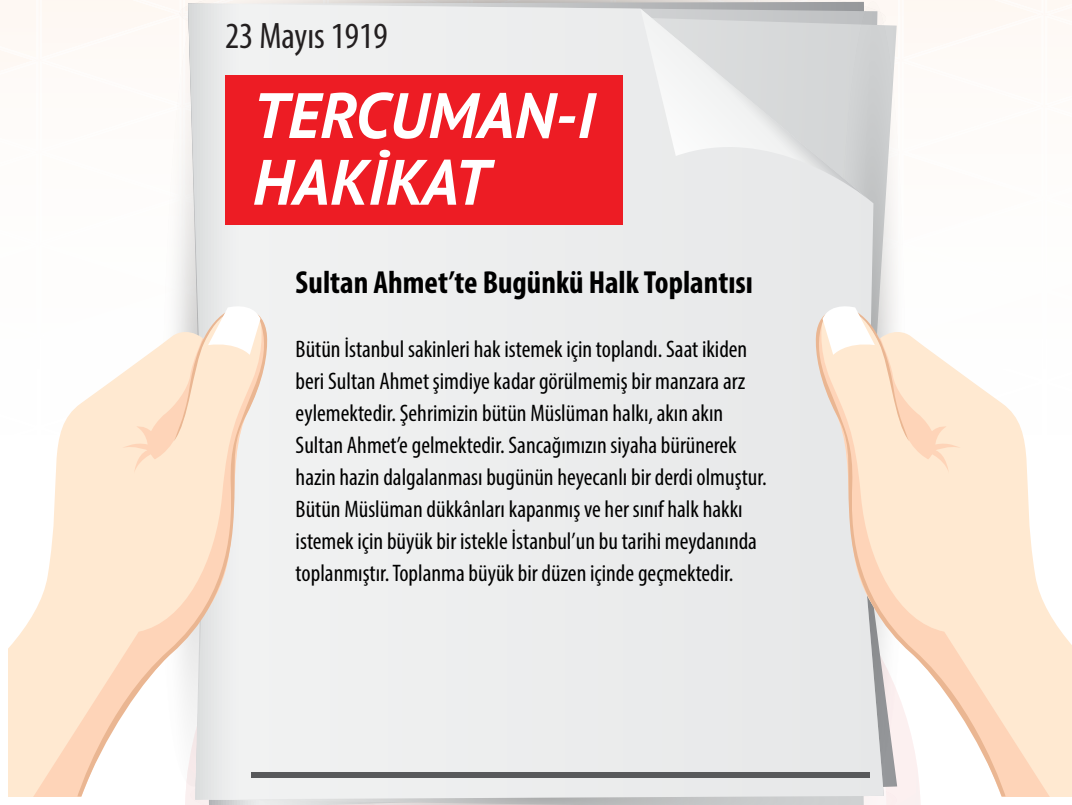 23 Mayıs 1919
TERCUMAN-I
HAKİKAT
Sultan Ahmet’te Bugünkü Halk Toplantısı
Bütün İstanbul sakinleri hak istemek için toplandı. Saat ikiden
beri Sultan Ahmet şimdiye kadar görülmemiş bir manzara arz
eylemektedir. Şehrimizin bütün Müslüman halkı, akın akın
Sultan Ahmet’e gelmektedir. Sancağımızın siyaha bürünerek
hazin hazin dalgalanması bugünün heyecanlı bir derdi olmuştur.
Bütün Müslüman dükkânları kapanmış ve her sınıf halk hakkı
istemek için büyük bir istekle İstanbul’un bu tarihi meydanında
toplanmıştır. Toplanma büyük bir düzen içinde geçmektedir.